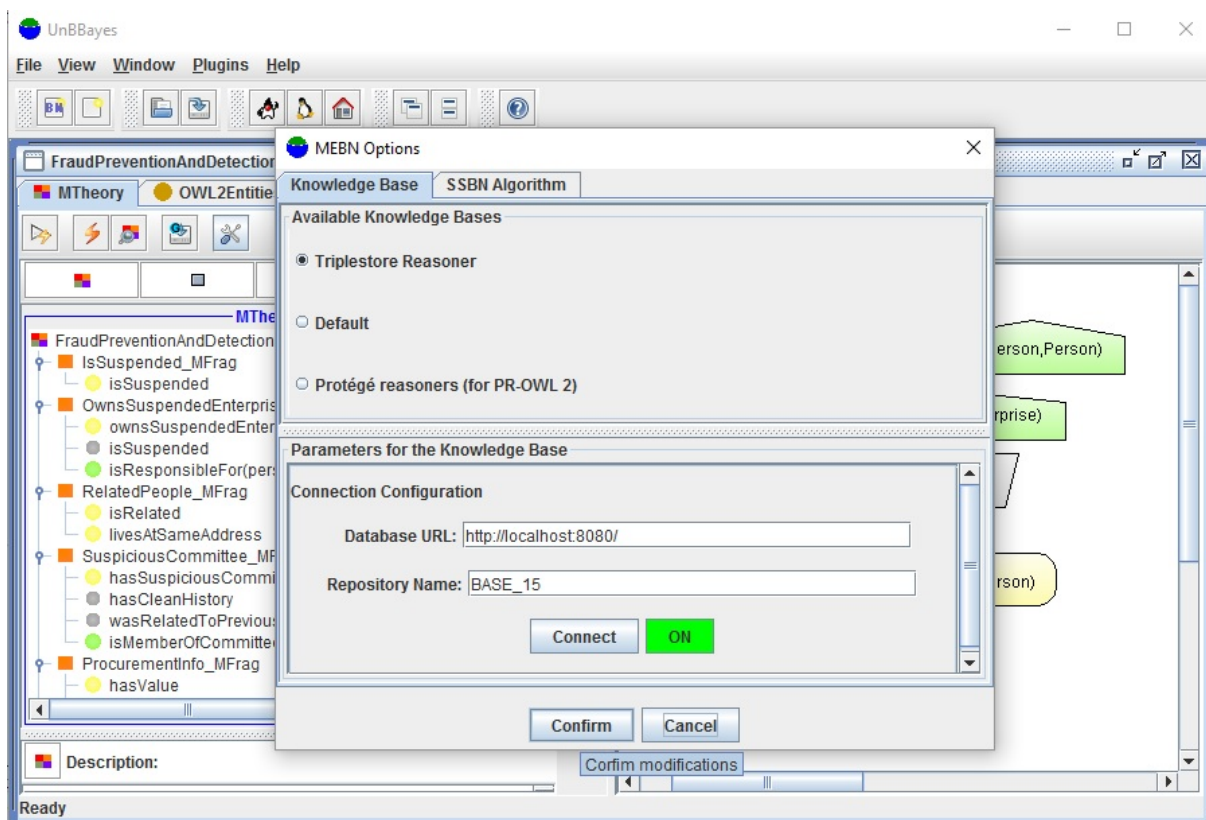 UnBBayes
File View Window Plugins Help
BN
MEBN Options
FraudPreventionAndDetection
MTheory OWL2Entitie
Knowledge Base SSBN Algorithm
Available Knowledge Bases
Triplestore Reasoner
Default
Protégé reasoners (for PR-OWL 2)
MThe
FraudPreventionAndDetection
IsSuspended_MFrag
isSuspended
OwnsSuspendedEnterpris
ownsSuspendedEnter
isSuspended
isResponsibleFor(pers
RelatedPeople_MFrag
isRelated
livesAtSameAddress
SuspiciousCommittee_MF
hasSuspiciousCommi
hasCleanHistory
wasRelatedToPreviou
isMemberOfCommittee
ProcurementInfo_MFrag
hasValue
Parameters for the Knowledge Base
Connection Configuration
Database URL: http://localhost:8080/
Repository Name: BASE_15
Connect ON
Confirm Cancel
Corfim modifications
erson,Person)
rprise)
rson)
Description:
Ready